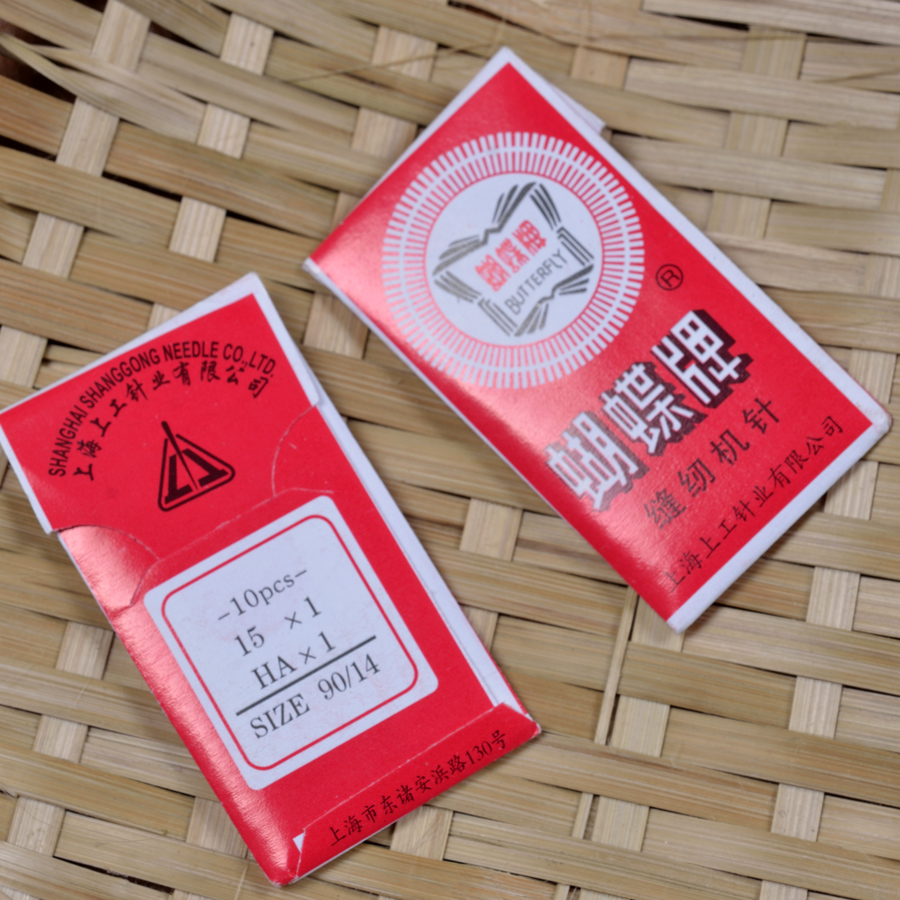 SHANGHAI SHANGGONG NEEDLE CO.,LTD.
上海上工针业有限公司
-10pcs-
15 ×1
HA×1
SIZE 90/14
上海市东诸安浜路130号
蝴蝶牌
BUTTERFLY
®
蝴蝶牌
缝纫机针
上海上工针业有限公司